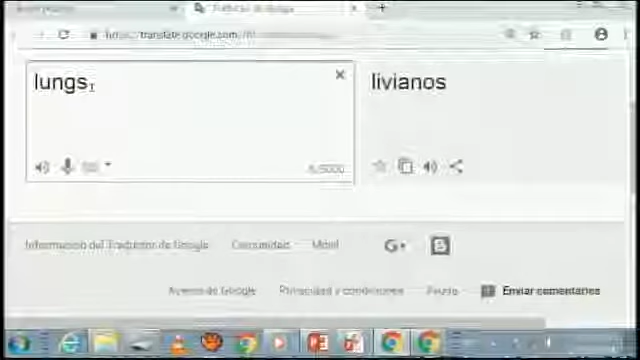 Traductor de Google
translate.google.com
lungs
livianos
/5000
Información del Traductor de Google Comunidad Móvil G+
Acerca de Google Privacidad y condiciones Ayuda Enviar comentarios